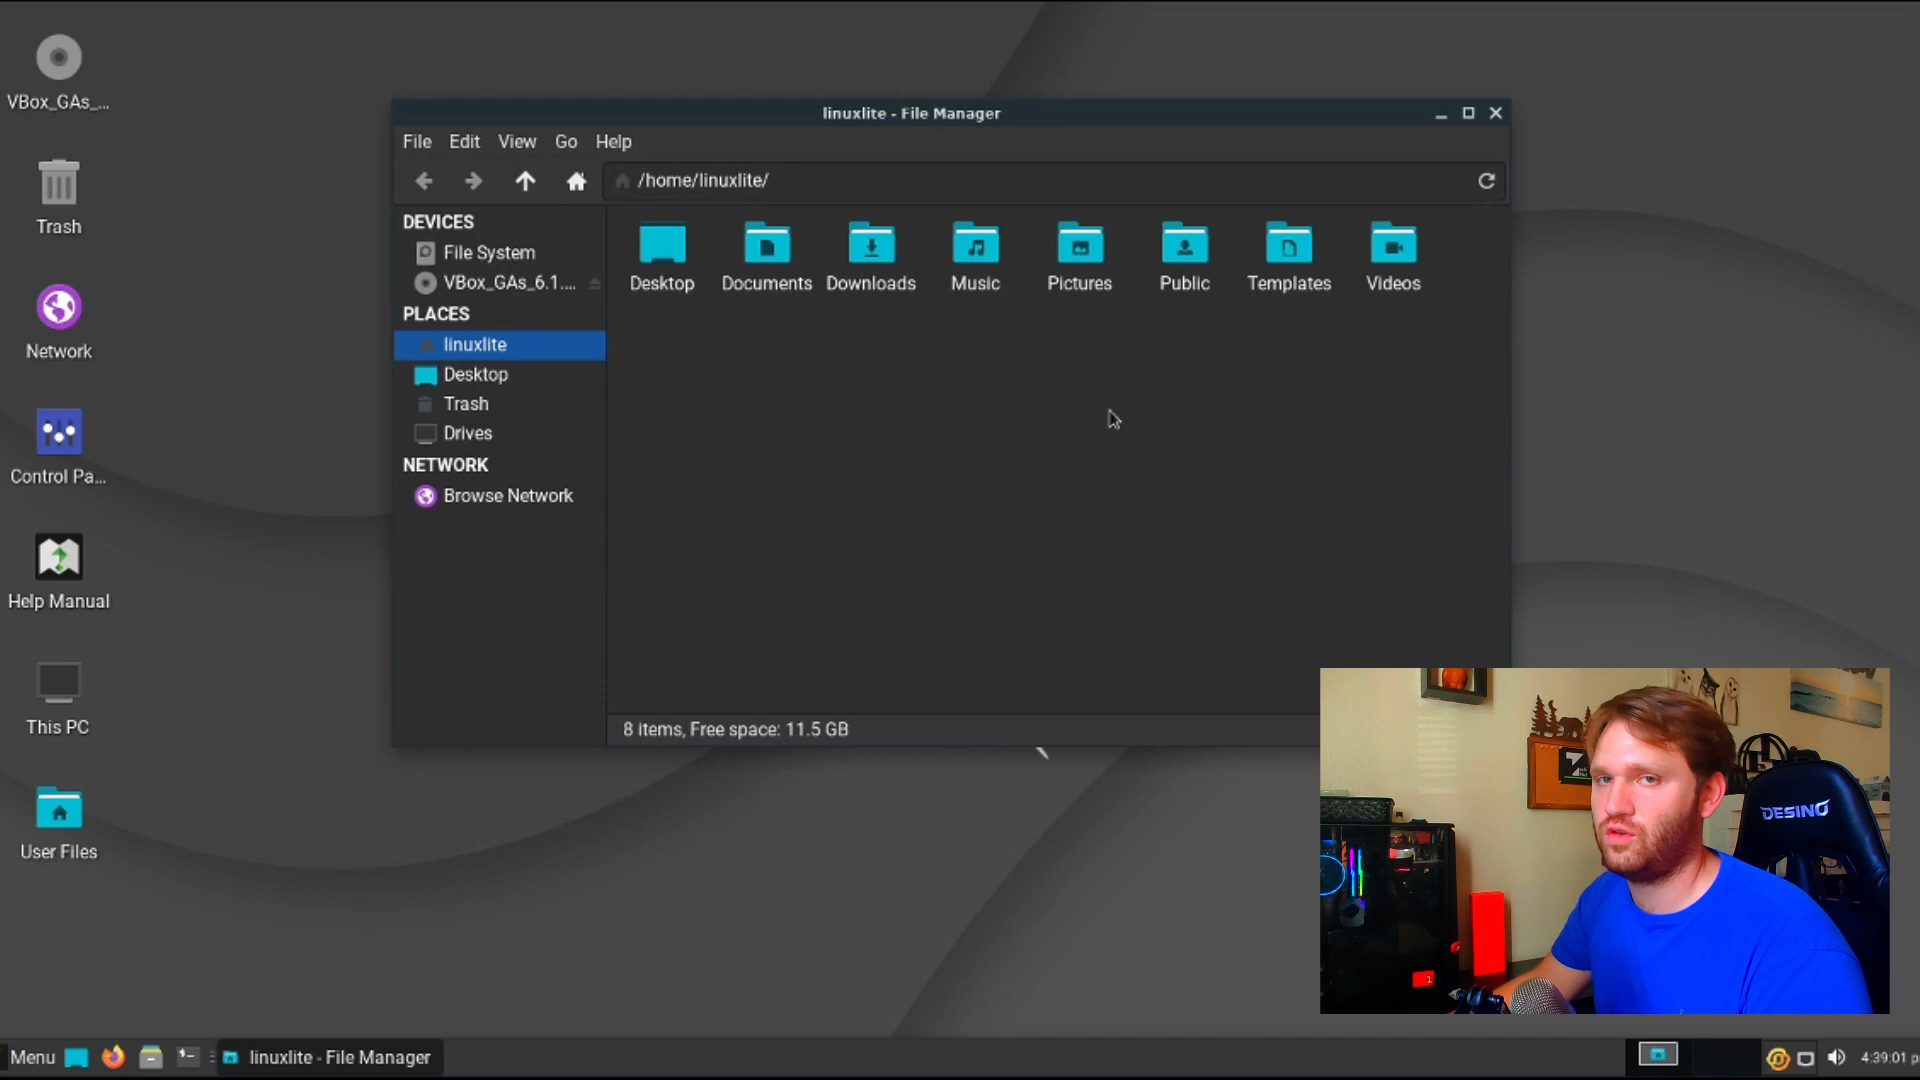 VBox_GAs_...
Trash
Network
Control Pa...
Help Manual
This PC
User Files
linuxlite - File Manager
File Edit View Go Help
/home/linuxlite/
DEVICES
File System
VBox_GAs_6.1....
PLACES
linuxlite
Desktop
Trash
Drives
NETWORK
Browse Network
Desktop Documents Downloads Music Pictures Public Templates Videos
8 items, Free space: 11.5 GB
DESINO
1
Menu linuxlite - File Manager 4:39:01 p